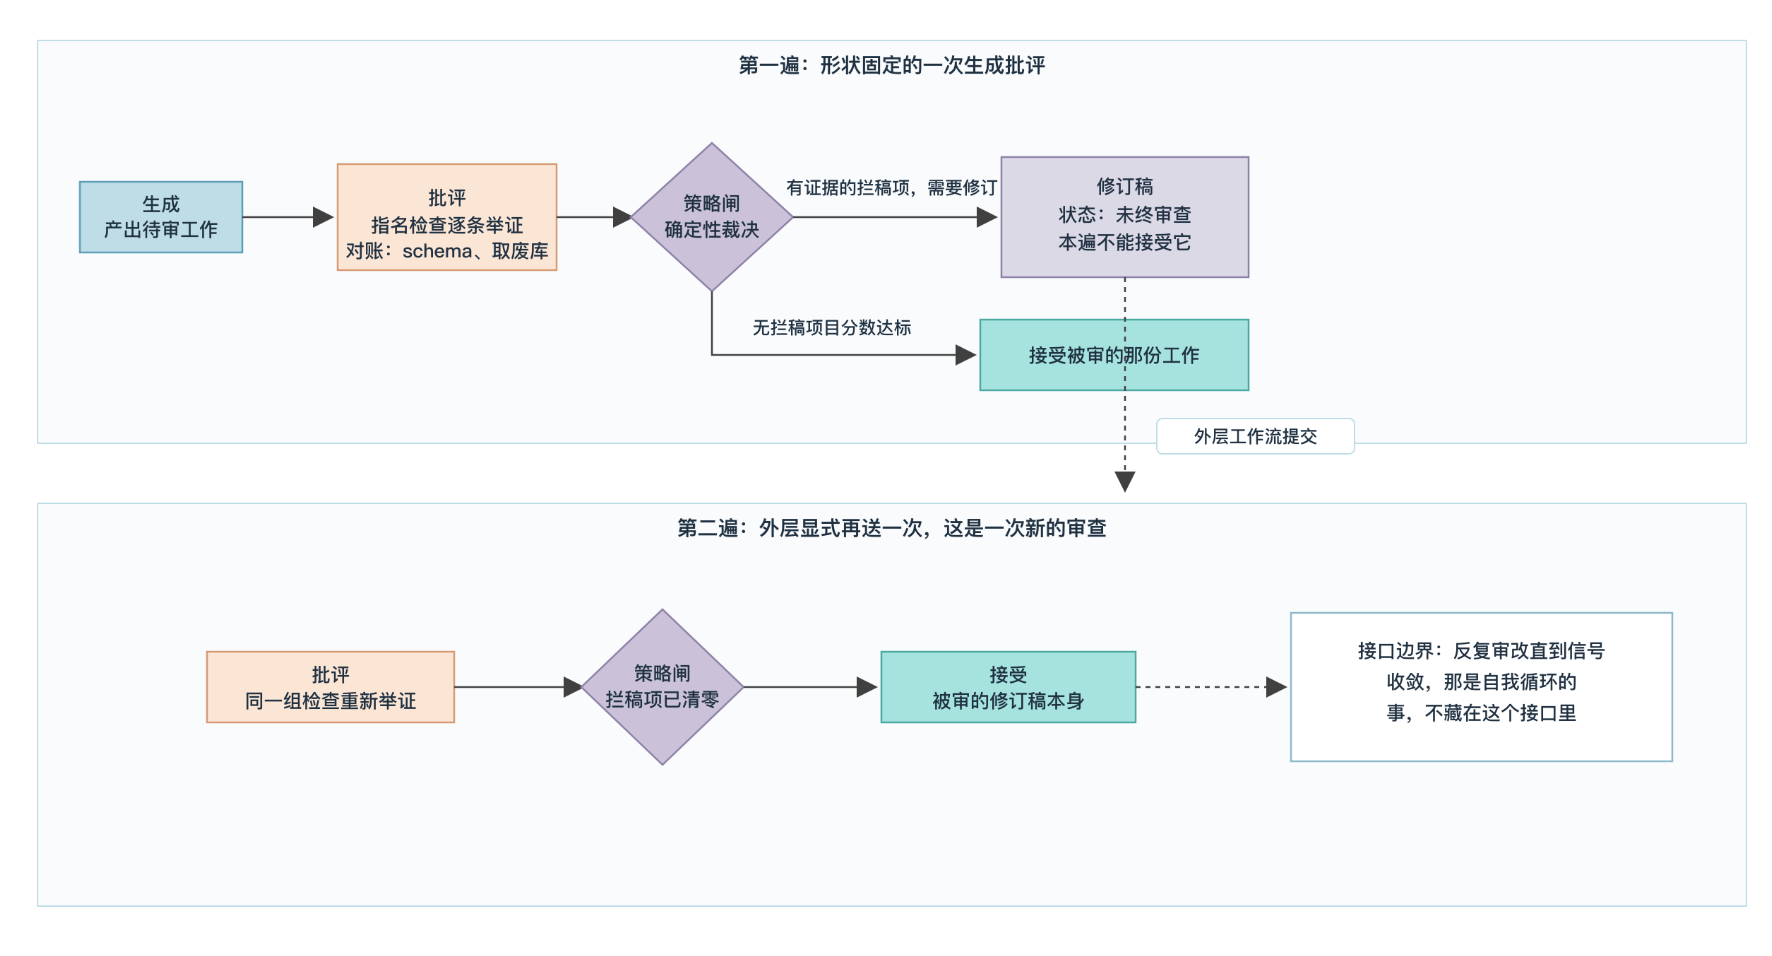 第一遍：形状固定的一次生成批评
生成
产出待审工作
批评
指名检查逐条举证
对账：schema、取废库
策略闸
确定性裁决
有证据的拦稿项，需要修订
修订稿
状态：未终审查
本遍不能接受它
无拦稿项目分数达标
接受被审的那份工作
外层工作流提交
第二遍：外层显式再送一次，这是一次新的审查
批评
同一组检查重新举证
策略闸
拦稿项已清零
接受
被审的修订稿本身
接口边界：反复审改直到信号
收敛，那是自我循环的
事，不藏在这个接口里